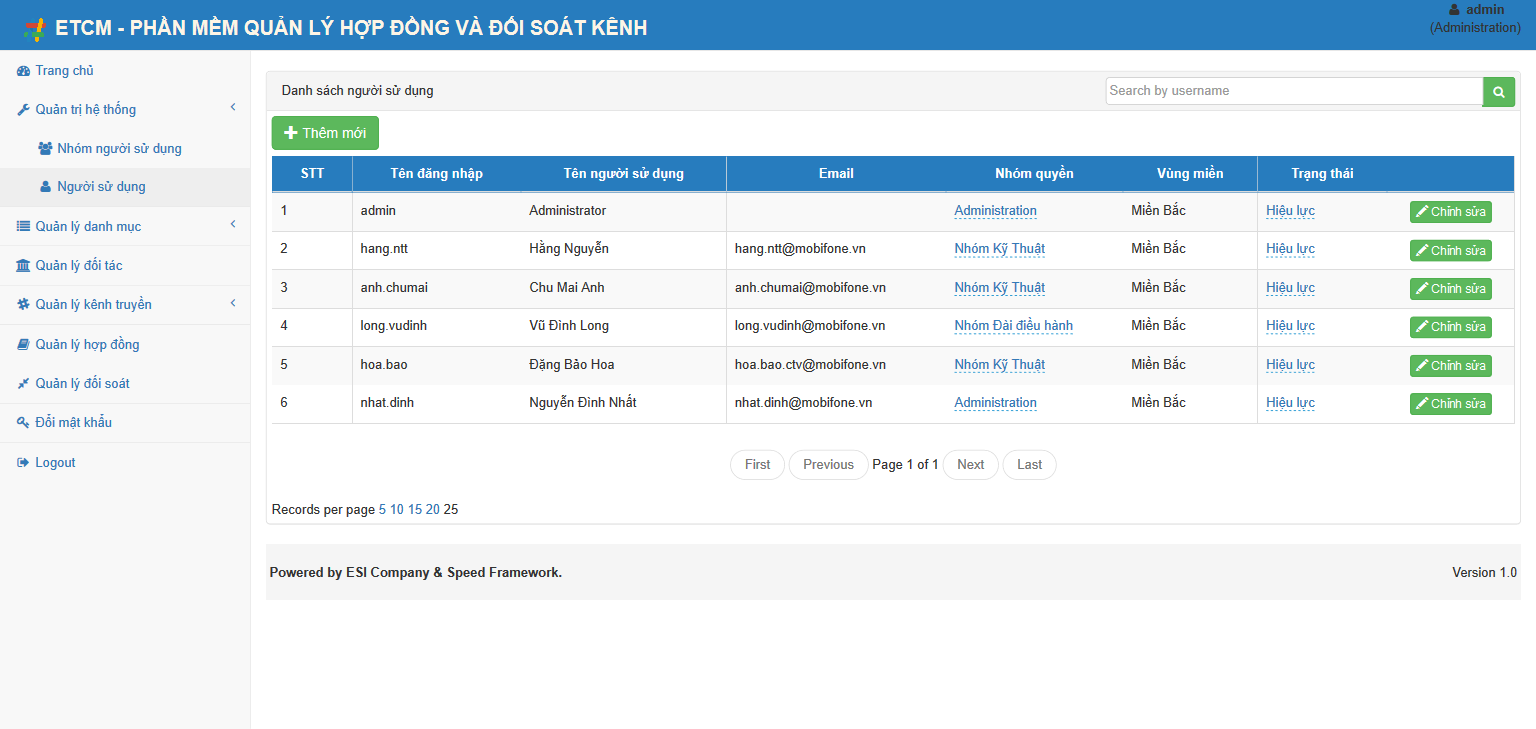 ETCM - PHẦN MỀM QUẢN LÝ HỢP ĐỒNG VÀ ĐỐI SOÁT KÊNH
admin
(Administration)
Trang chủ
Quản trị hệ thống
Nhóm người sử dụng
Người sử dụng
Quản lý danh mục
Quản lý đối tác
Quản lý kênh truyền
Quản lý hợp đồng
Quản lý đối soát
Đổi mật khẩu
Logout
Danh sách người sử dụng
Search by username
Thêm mới
STT Tên đăng nhập Tên người sử dụng Email Nhóm quyền Vùng miền Trạng thái
1 admin Administrator Administration Miền Bắc Hiệu lực Chỉnh sửa
2 hang.ntt Hằng Nguyễn hang.ntt@mobifone.vn Nhóm Kỹ Thuật Miền Bắc Hiệu lực Chỉnh sửa
3 anh.chumai Chu Mai Anh anh.chumai@mobifone.vn Nhóm Kỹ Thuật Miền Bắc Hiệu lực Chỉnh sửa
4 long.vudinh Vũ Đình Long long.vudinh@mobifone.vn Nhóm Đài điều hành Miền Bắc Hiệu lực Chỉnh sửa
5 hoa.bao Đặng Bảo Hoa hoa.bao.ctv@mobifone.vn Nhóm Kỹ Thuật Miền Bắc Hiệu lực Chỉnh sửa
6 nhat.dinh Nguyễn Đình Nhất nhat.dinh@mobifone.vn Administration Miền Bắc Hiệu lực Chỉnh sửa
First Previous Page 1 of 1 Next Last
Records per page 5 10 15 20 25
Powered by ESI Company & Speed Framework.
Version 1.0